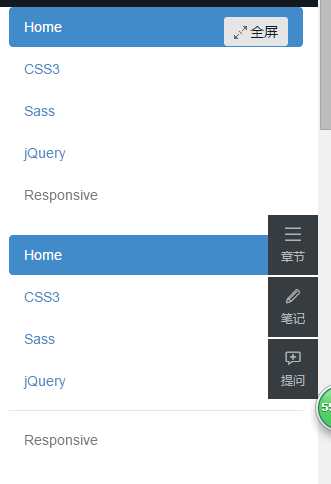 Home
全屏
CSS3
Sass
jQuery
Responsive
Home
章节
CSS3
笔记
Sass
jQuery
提问
Responsive